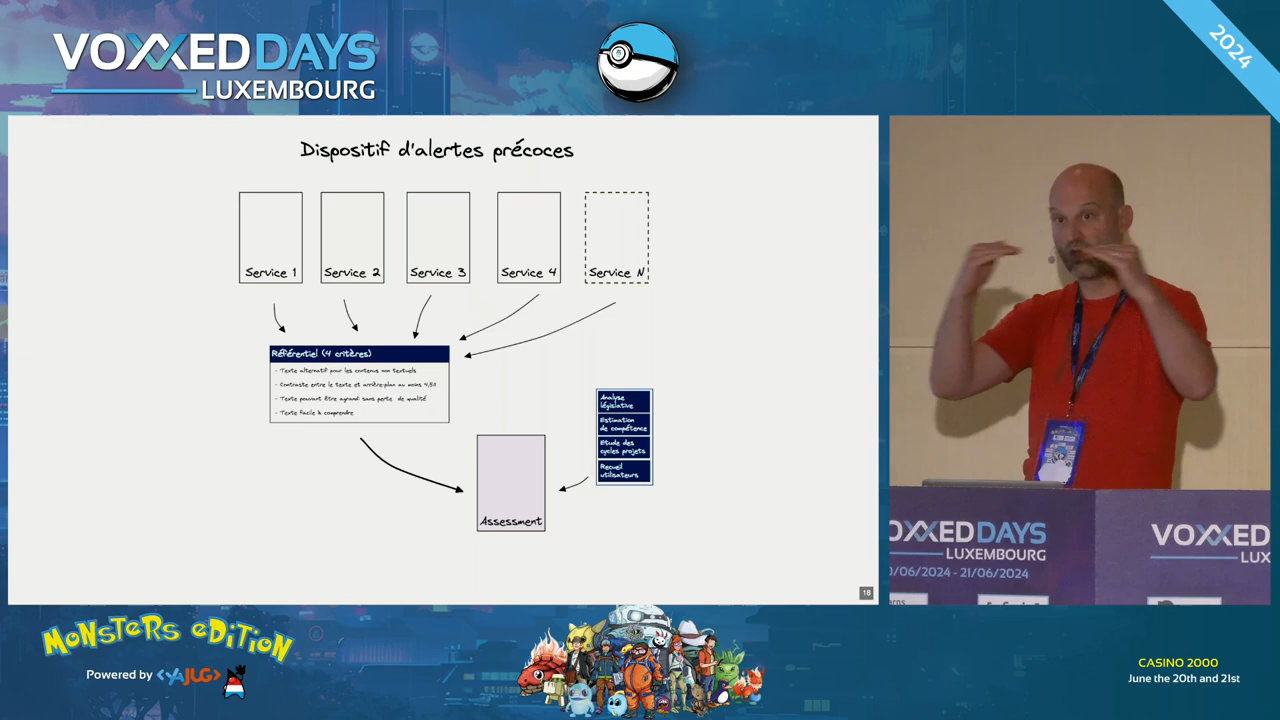 VOXXED DAYS
LUXEMBOURG
2024
Dispositif d'alertes précoces
Service 1
Service 2
Service 3
Service 4
Service N
Référentiel (4 critères)
- Texte alternatif pour les contenus non textuels
- Contraste entre le texte et arrière-plan au moins 4,5:1
- Texte pouvant être agrandi sans perte de qualité
- Texte facile à comprendre
Analyse
législative
Estimation
de compétence
Etude des
cycles projets
Recueil
utilisateurs
Assessment
18
OXXED DAYS
LUXEMBOURG
/06/2024 - 21/06/2024
VOXXED
LUX
MONSTERS EDITION
Powered by <YAJUG>
CASINO 2000
June the 20th and 21st